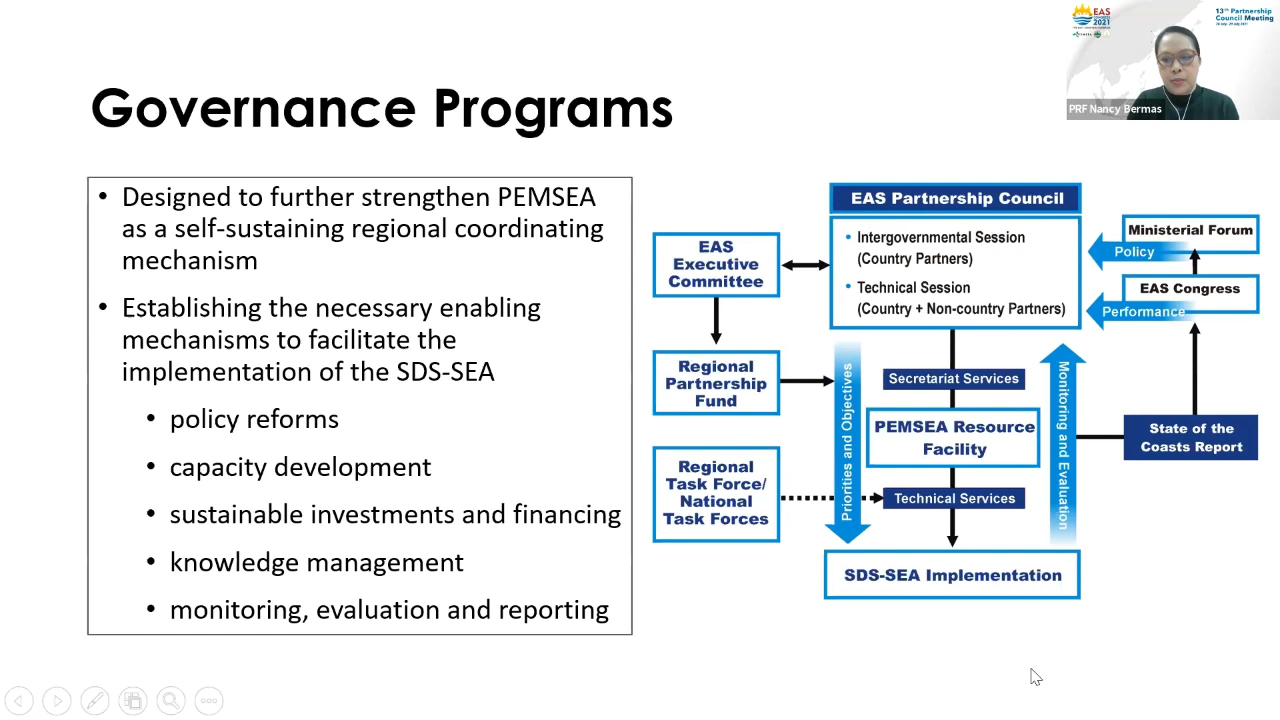 EAS
CONGRESS
2021
13th Partnership
Council Meeting
PRF Nancy Bermas
Governance Programs
• Designed to further strengthen PEMSEA
as a self-sustaining regional coordinating
mechanism
• Establishing the necessary enabling
mechanisms to facilitate the
implementation of the SDS-SEA
• policy reforms
• capacity development
• sustainable investments and financing
• knowledge management
• monitoring, evaluation and reporting
EAS Partnership Council
• Intergovernmental Session
(Country Partners)
• Technical Session
(Country + Non-country Partners)
EAS
Executive
Committee
Regional
Partnership
Fund
Regional
Task Force/
National
Task Forces
Priorities and Objectives
Secretariat Services
PEMSEA Resource
Facility
Technical Services
SDS-SEA Implementation
Monitoring and Evaluation
Ministerial Forum
Policy
EAS Congress
Performance
State of the
Coasts Report